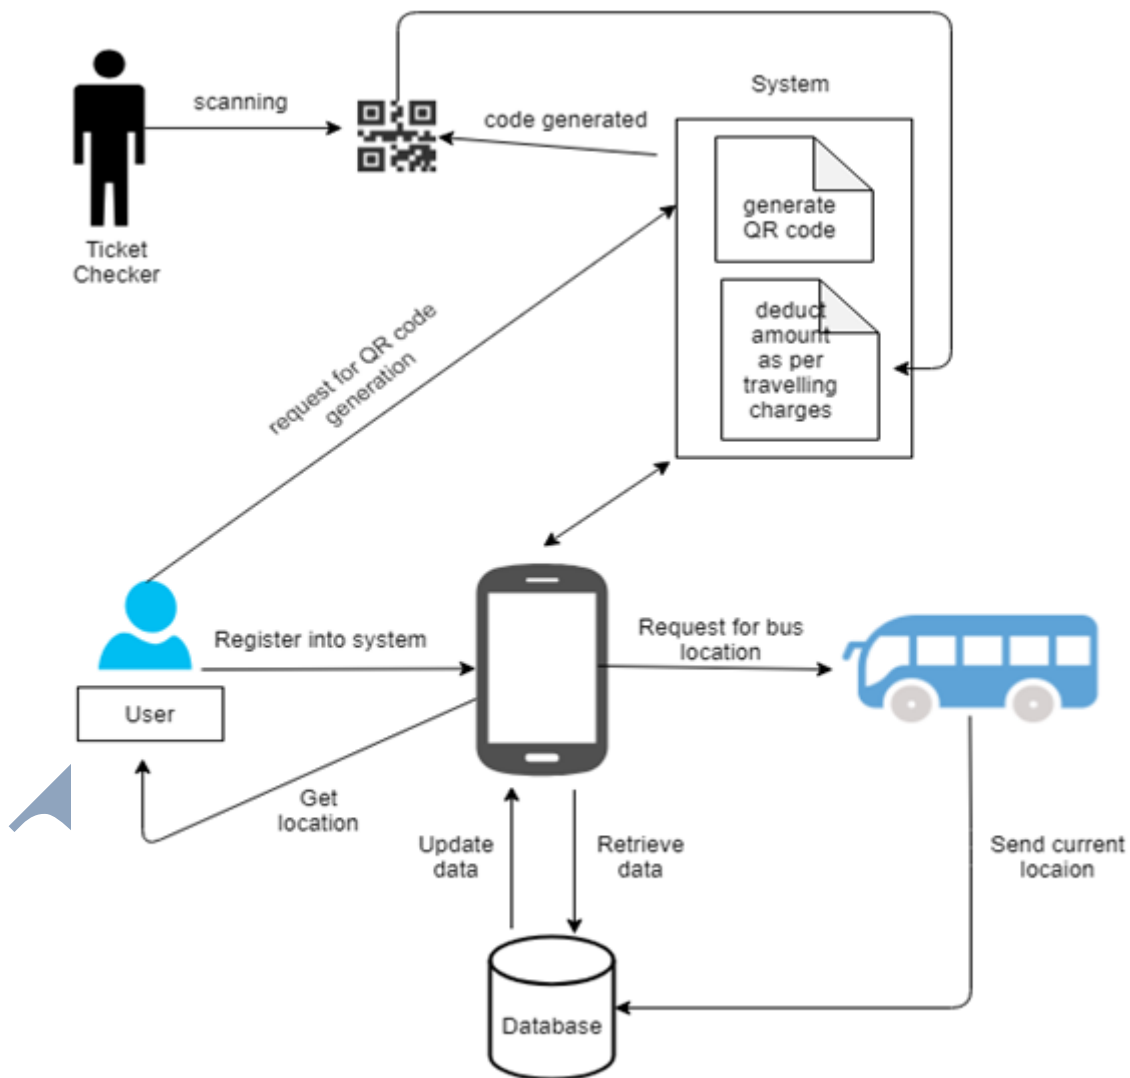 System
scanning
code generated
generate
QR code
Ticket
Checker
deduct
amount
as per
travelling
charges
request for QR code
generation
Register into system
Request for bus
location
User
Get
location
Update
data
Retrieve
data
Send current
locaion
Database